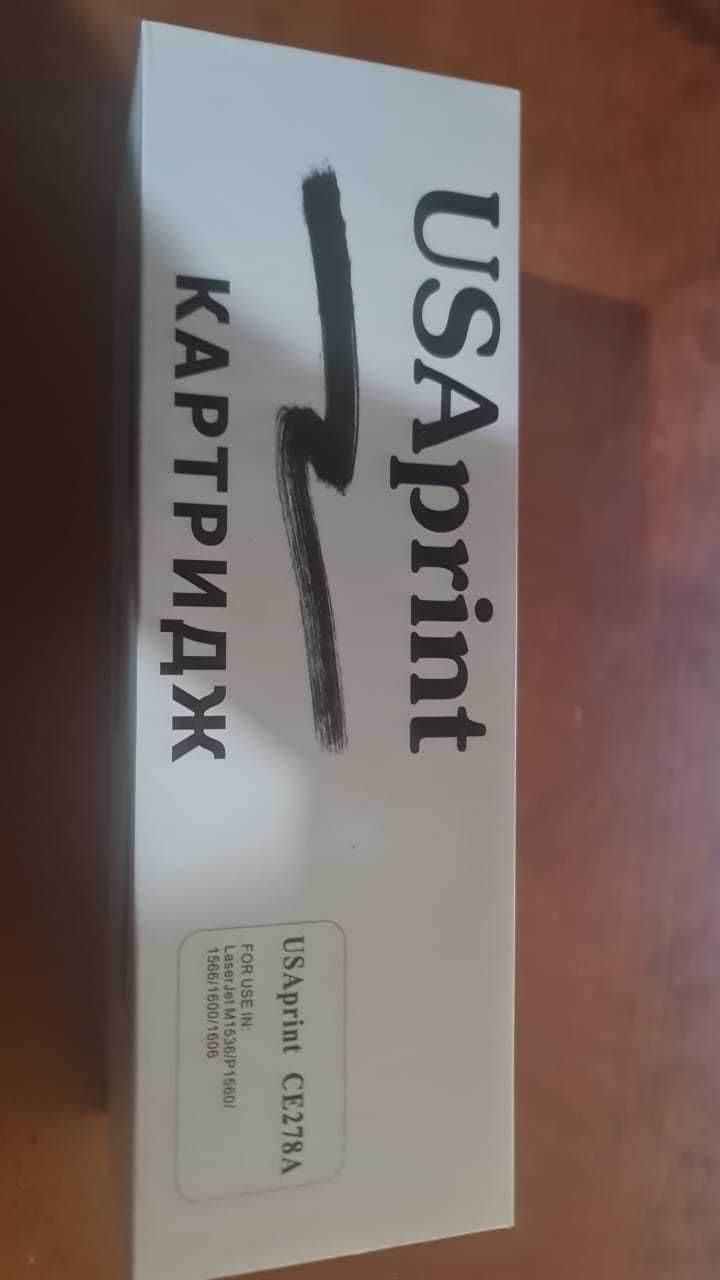 USAprint
КАРТРИДЖ
USAprint CE278A
FOR USE IN:
LaserJet M1536/P1560/
1566/1600/1606